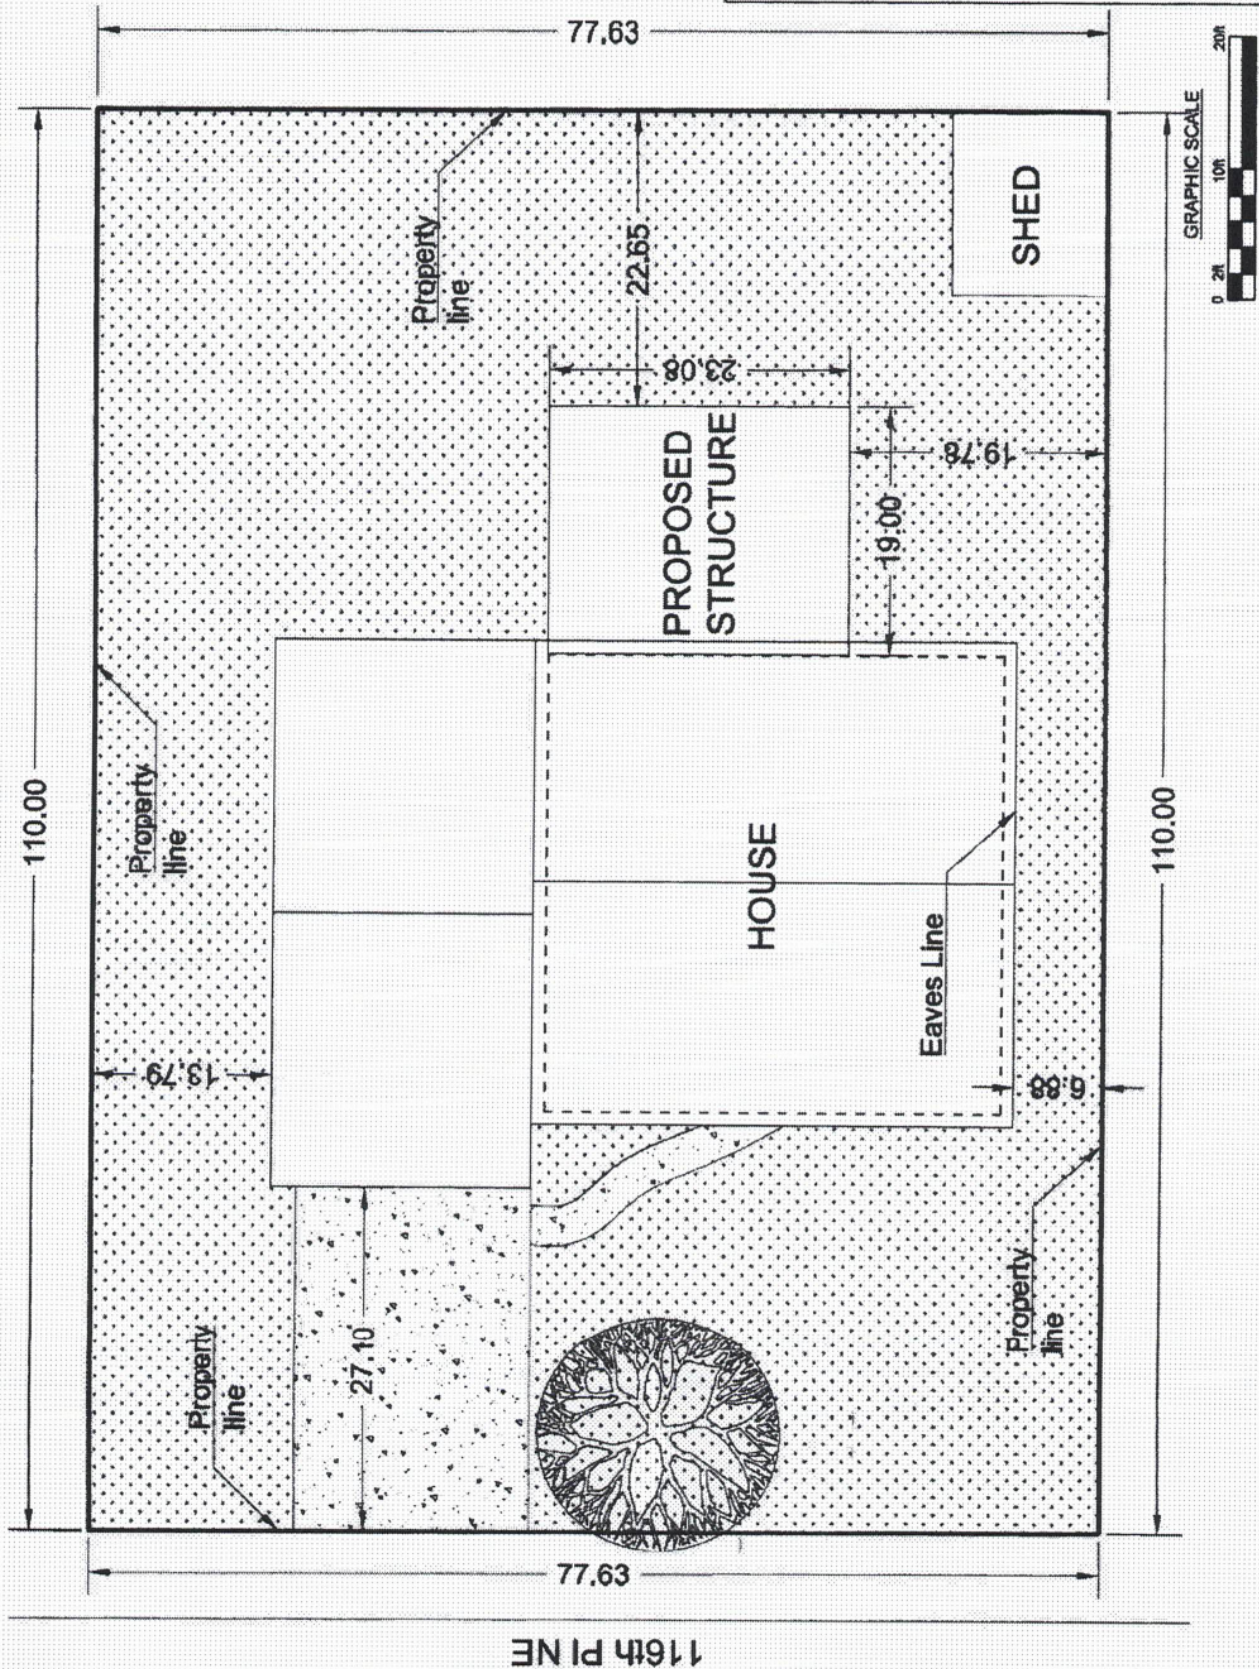 77.63
110.00
GRAPHIC SCALE
0 2ft 10ft 20ft
Property
line
22.65
SHED
23.08
PROPOSED
STRUCTURE
19.78
19.00
Property
line
110.00
HOUSE
Eaves Line
13.79
6.88
27.10
Property
line
Property
line
77.63
116th Pl NE